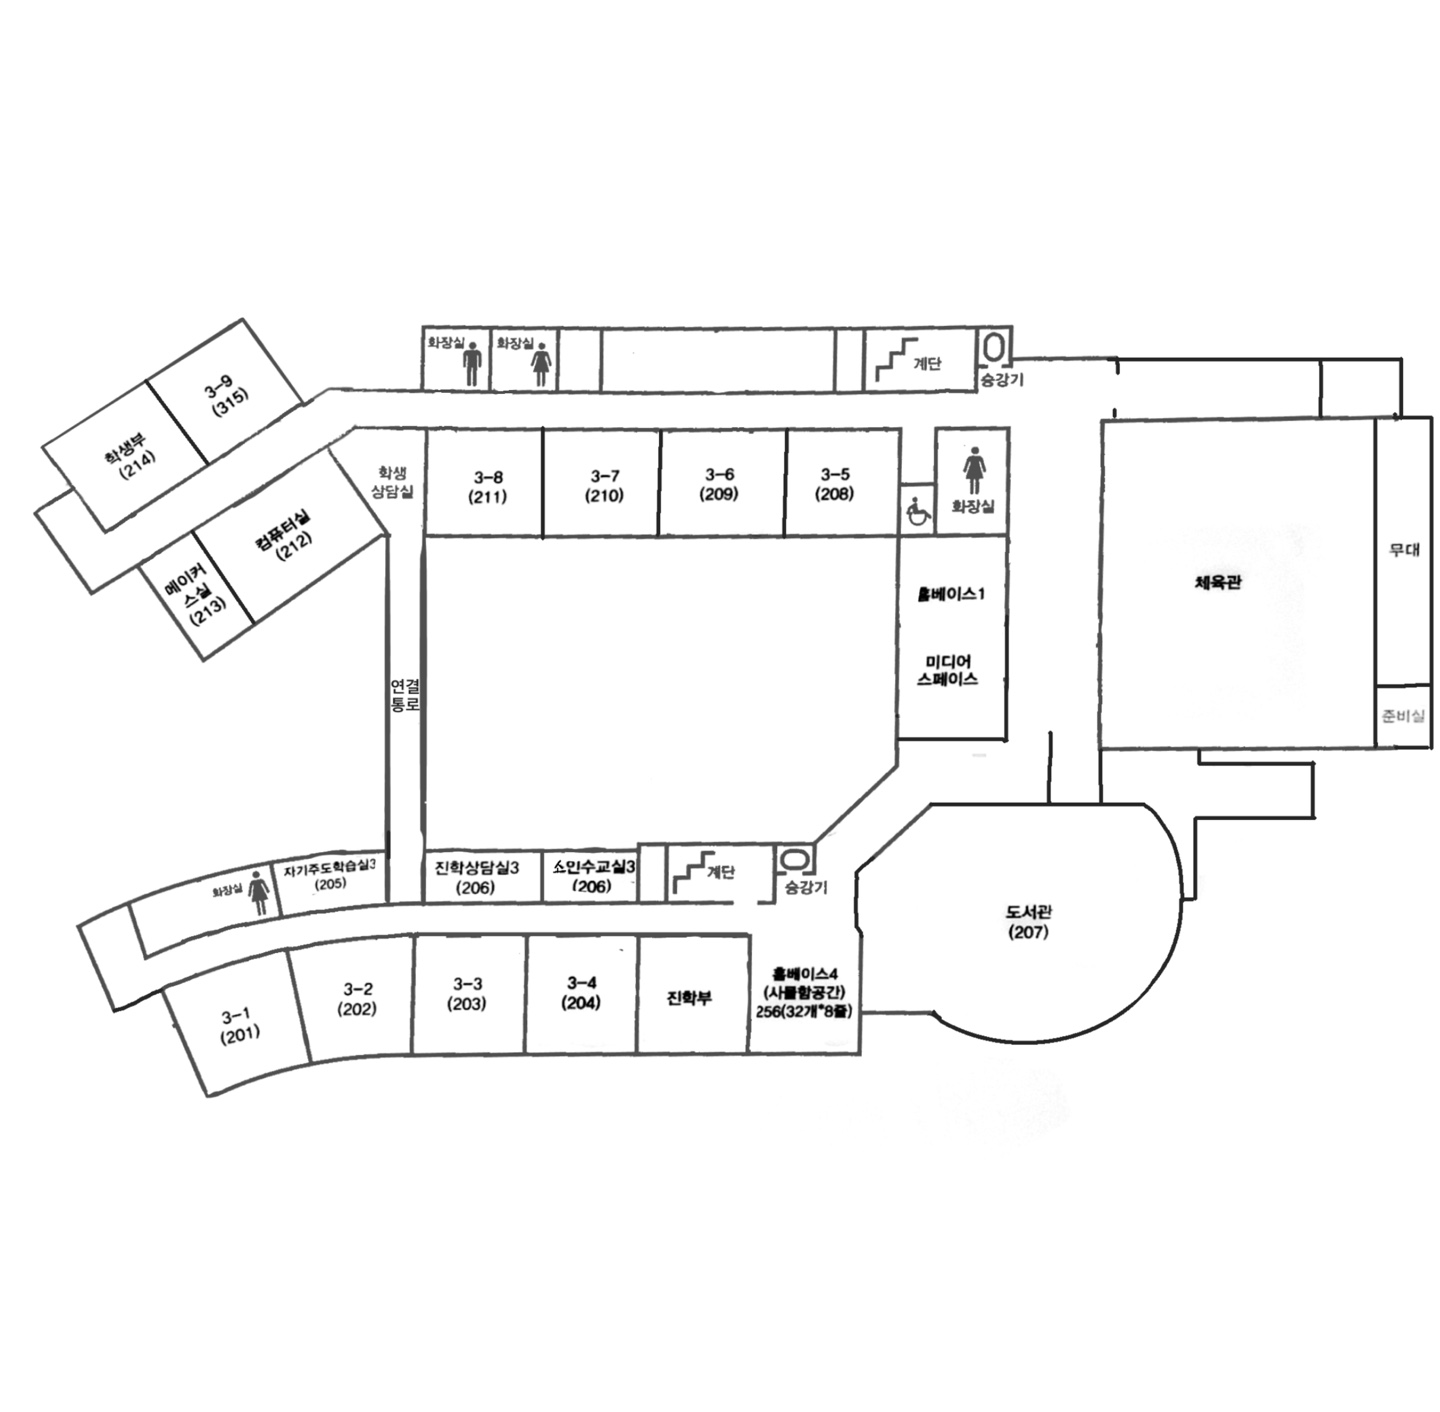 화장실
화장실
계단
승강기
3-9
(315)
학생부
(214)
학생
상담실
3-8
(211)
3-7
(210)
3-6
(209)
3-5
(208)
화장실
컴퓨터실
(212)
메이커
스실
(213)
홈베이스1
미디어
스페이스
체육관
무대
준비실
연결
통로
화장실
자기주도학습실3
(205)
진학상담실3
(206)
소인수교실3
(206)
계단
승강기
도서관
(207)
3-1
(201)
3-2
(202)
3-3
(203)
3-4
(204)
진학부
홈베이스4
(사물함공간)
256(32개*8줄)